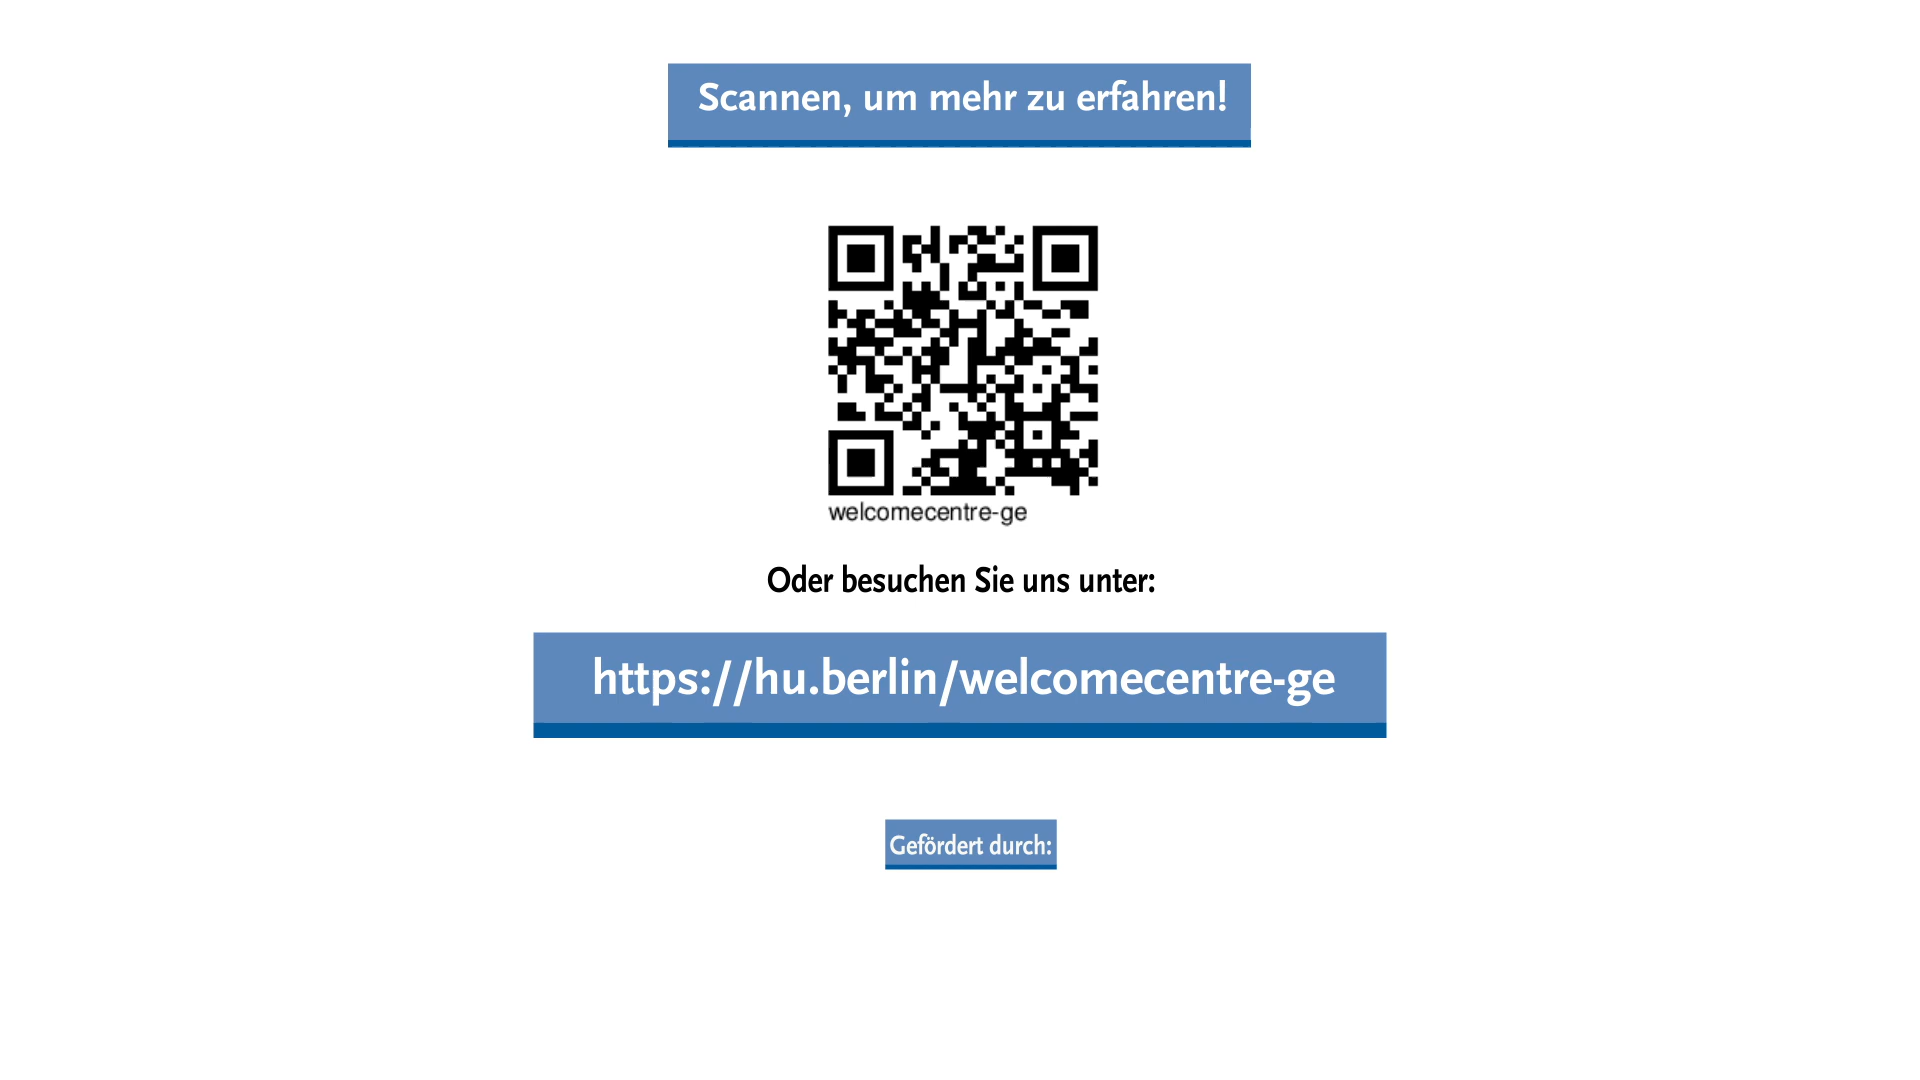 Scannen, um mehr zu erfahren!
welcomecentre-ge
Oder besuchen Sie uns unter:
https://hu.berlin/welcomecentre-ge
Gefördert durch: